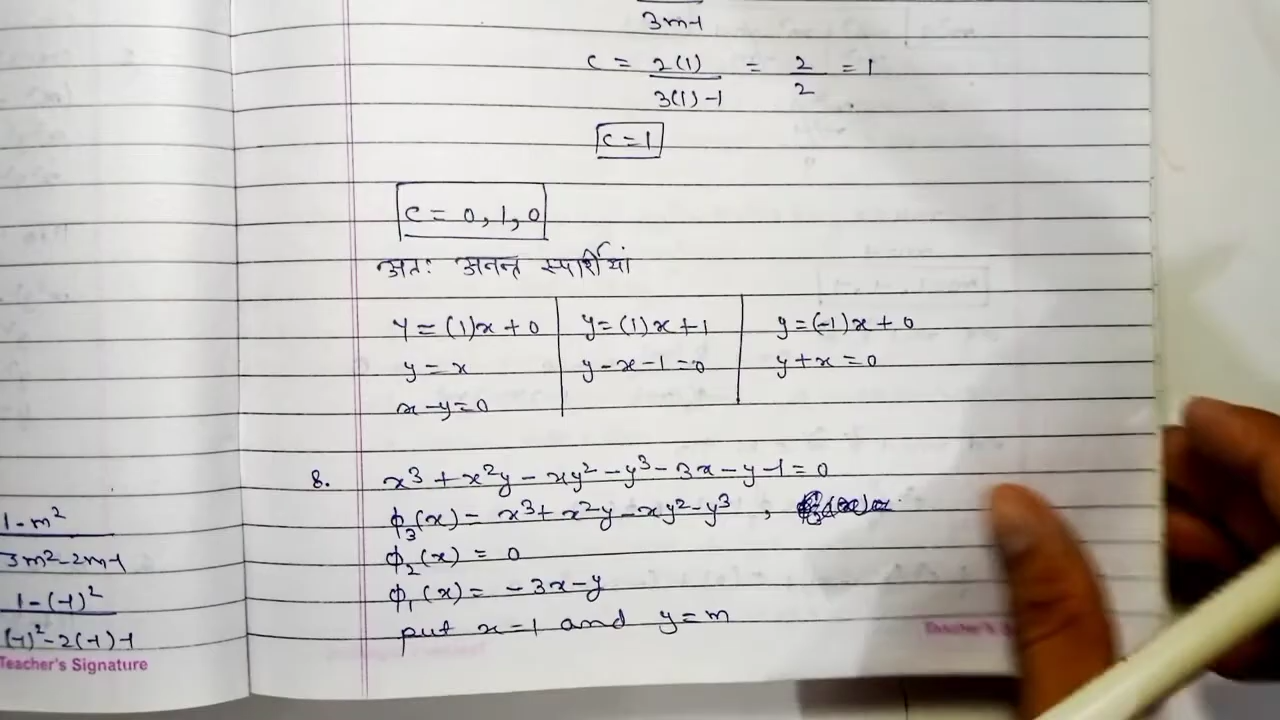 3m-1
c = 2(1) / 3(1)-1 = 2/2 = 1
c = 1
c = 0, 1, 0
अतः अनन्त स्पर्शियां
y = (1)x + 0 | y = (1)x + 1 | y = (-1)x + 0
y = x | y - x - 1 = 0 | y + x = 0
x - y = 0
8. x³ + x²y - xy² - y³ - 3x - y - 1 = 0
ϕ₃(x) = x³ + x²y - xy² - y³ ,
ϕ₂(x) = 0
ϕ₁(x) = - 3x - y
put x = 1 and y = m
1 - m²
3m² - 2m - 1
1 - (-1)²
(-1)² - 2(-1) - 1
Teacher's Signature
Teacher's S